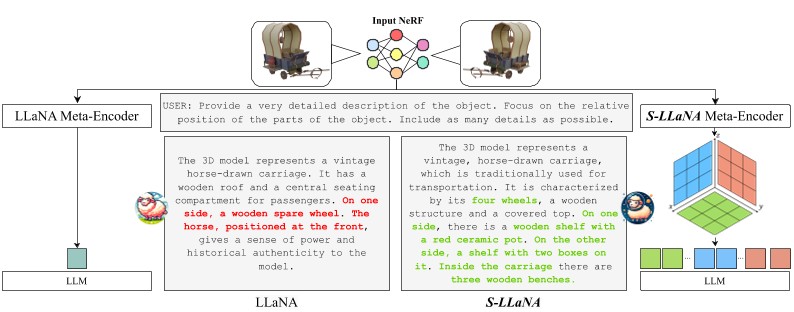 Input NeRF
LLaNA Meta-Encoder
USER: Provide a very detailed description of the object. Focus on the relative
position of the parts of the object. Include as many details as possible.
S-LLaNA Meta-Encoder
The 3D model represents a vintage
horse-drawn carriage. It has a
wooden roof and a central seating
compartment for passengers. On one
side, a wooden spare wheel. The
horse, positioned at the front,
gives a sense of power and
historical authenticity to the
model.
The 3D model represents a
vintage, horse-drawn carriage,
which is traditionally used for
transportation. It is characterized
by its four wheels, a wooden
structure and a covered top. On one
side, there is a wooden shelf with
a red ceramic pot. On the other
side, a shelf with two boxes on
it. Inside the carriage there are
three wooden benches.
z
x
y
...
...
LLM
LLM
LLaNA
S-LLaNA